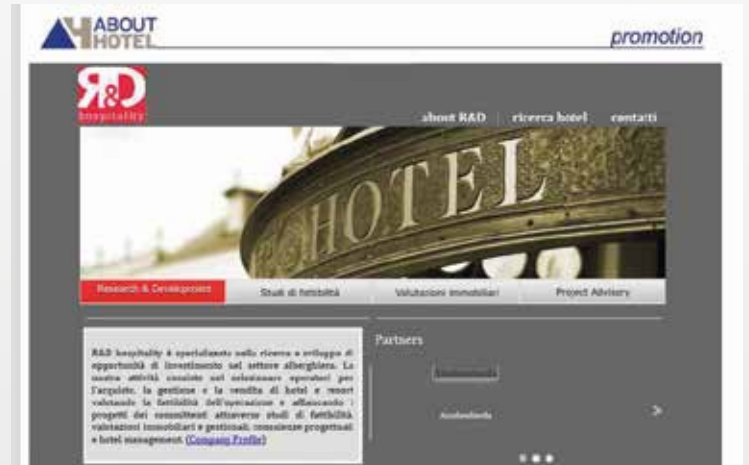 ABOUT
HOTEL
promotion
R&D
hospitality
about R&D | ricerca hotel contatti
HOTEL
Research & Development Studi di fattibilità Valutazioni immobiliari Project Advisory
Partners
R&D hospitality è specializzata nella ricerca e sviluppo di
opportunità di investimento nel settore alberghiero. La
nostra attività consiste nel selezionare operatori per
l'acquisto, la gestione e la vendita di hotel e resort
valutando la fattibilità dell'operazione e affiancando i
progetti dei committenti attraverso studi di fattibilità,
valutazioni immobiliari e gestionali, consulenze progettuali
e hotel management. (Company Profile)
>